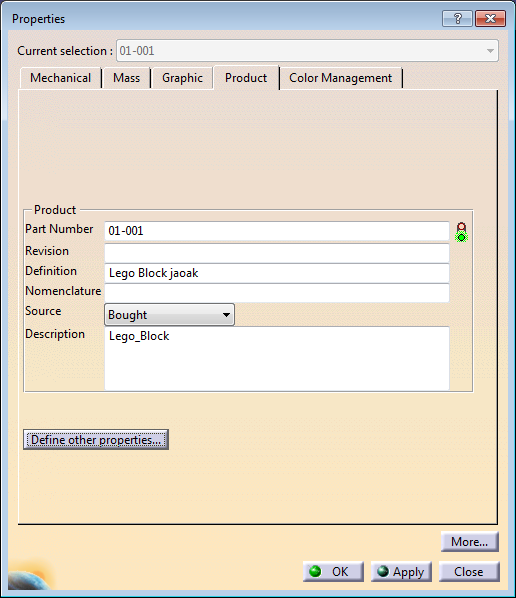 Properties
?
Current selection : 01-001
Mechanical Mass Graphic Product Color Management
Product
Part Number 01-001
Revision
Definition Lego Block jaoak
Nomenclature
Source Bought
Description Lego_Block
Define other properties...
More...
OK Apply Close